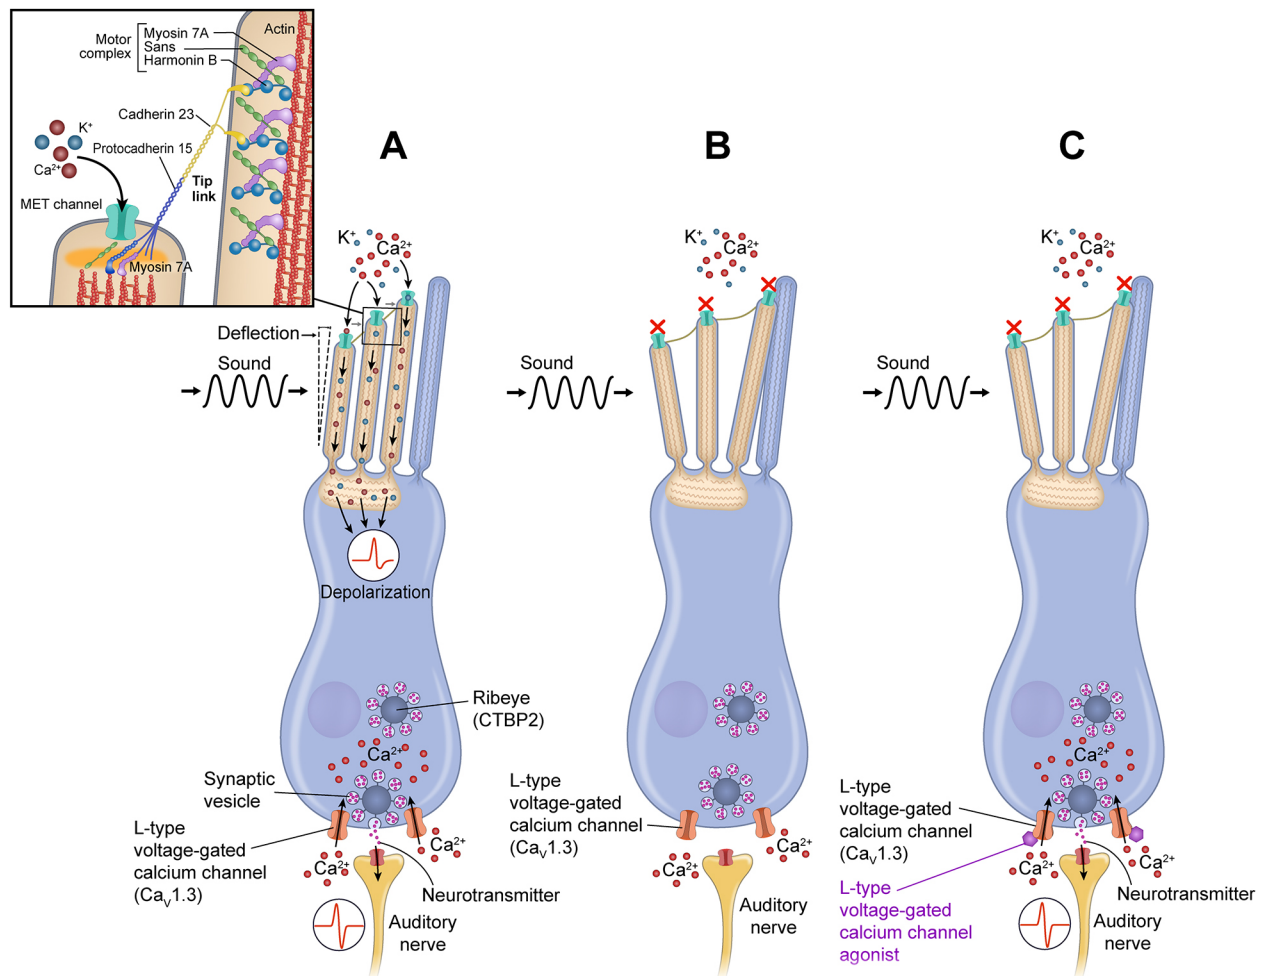 Motor
complex
Myosin 7A
Sans
Harmonin B
Actin
Cadherin 23
K⁺
Ca²⁺
Protocadherin 15
Tip
link
MET channel
Myosin 7A
A
K⁺
Ca²⁺
Deflection
Sound
Depolarization
Ribeye
(CTBP2)
Ca²⁺
Synaptic
vesicle
L-type
voltage-gated
calcium channel
(CaV1.3)
Ca²⁺
Ca²⁺
Neurotransmitter
Auditory
nerve
B
K⁺
Ca²⁺
Sound
L-type
voltage-gated
calcium channel
(CaV1.3)
Ca²⁺
Ca²⁺
Auditory
nerve
C
K⁺
Ca²⁺
Sound
Ca²⁺
L-type
voltage-gated
calcium channel
(CaV1.3)
Ca²⁺
Ca²⁺
L-type
voltage-gated
calcium channel
agonist
Neurotransmitter
Auditory
nerve